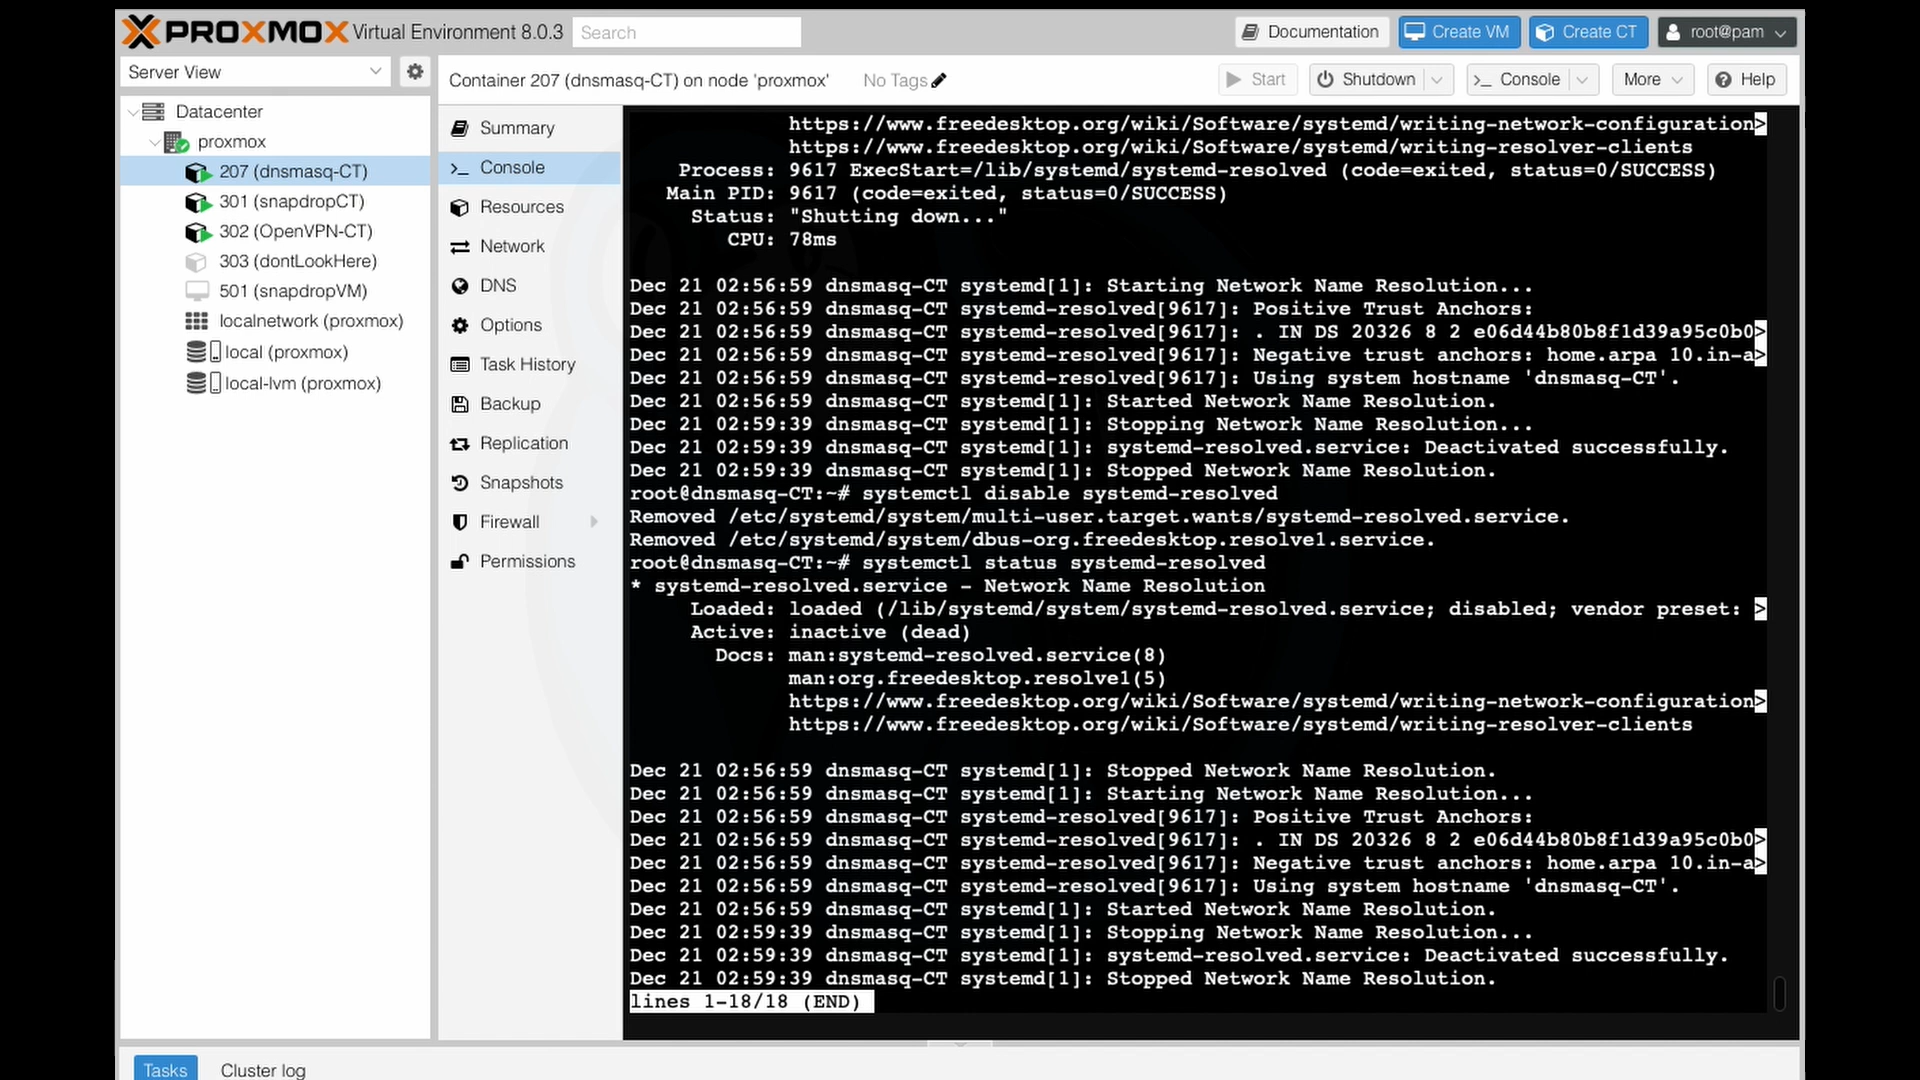 PROXMOX Virtual Environment 8.0.3
Search
Documentation
Create VM
Create CT
root@pam
Server View
Container 207 (dnsmasq-CT) on node 'proxmox'
No Tags
Start
Shutdown
Console
More
Help
Datacenter
proxmox
207 (dnsmasq-CT)
301 (snapdropCT)
302 (OpenVPN-CT)
303 (dontLookHere)
501 (snapdropVM)
localnetwork (proxmox)
local (proxmox)
local-lvm (proxmox)
Summary
Console
Resources
Network
DNS
Options
Task History
Backup
Replication
Snapshots
Firewall
Permissions
https://www.freedesktop.org/wiki/Software/systemd/writing-network-configuration>
https://www.freedesktop.org/wiki/Software/systemd/writing-resolver-clients
Process: 9617 ExecStart=/lib/systemd/systemd-resolved (code=exited, status=0/SUCCESS)
Main PID: 9617 (code=exited, status=0/SUCCESS)
Status: "Shutting down..."
CPU: 78ms
Dec 21 02:56:59 dnsmasq-CT systemd[1]: Starting Network Name Resolution...
Dec 21 02:56:59 dnsmasq-CT systemd-resolved[9617]: Positive Trust Anchors:
Dec 21 02:56:59 dnsmasq-CT systemd-resolved[9617]: . IN DS 20326 8 2 e06d44b80b8f1d39a95c0b0>
Dec 21 02:56:59 dnsmasq-CT systemd-resolved[9617]: Negative trust anchors: home.arpa 10.in-a>
Dec 21 02:56:59 dnsmasq-CT systemd-resolved[9617]: Using system hostname 'dnsmasq-CT'.
Dec 21 02:56:59 dnsmasq-CT systemd[1]: Started Network Name Resolution.
Dec 21 02:59:39 dnsmasq-CT systemd[1]: Stopping Network Name Resolution...
Dec 21 02:59:39 dnsmasq-CT systemd[1]: systemd-resolved.service: Deactivated successfully.
Dec 21 02:59:39 dnsmasq-CT systemd[1]: Stopped Network Name Resolution.
root@dnsmasq-CT:~# systemctl disable systemd-resolved
Removed /etc/systemd/system/multi-user.target.wants/systemd-resolved.service.
Removed /etc/systemd/system/dbus-org.freedesktop.resolve1.service.
root@dnsmasq-CT:~# systemctl status systemd-resolved
* systemd-resolved.service - Network Name Resolution
Loaded: loaded (/lib/systemd/system/systemd-resolved.service; disabled; vendor preset: >
Active: inactive (dead)
Docs: man:systemd-resolved.service(8)
man:org.freedesktop.resolve1(5)
https://www.freedesktop.org/wiki/Software/systemd/writing-network-configuration>
https://www.freedesktop.org/wiki/Software/systemd/writing-resolver-clients
Dec 21 02:56:59 dnsmasq-CT systemd[1]: Stopped Network Name Resolution.
Dec 21 02:56:59 dnsmasq-CT systemd[1]: Starting Network Name Resolution...
Dec 21 02:56:59 dnsmasq-CT systemd-resolved[9617]: Positive Trust Anchors:
Dec 21 02:56:59 dnsmasq-CT systemd-resolved[9617]: . IN DS 20326 8 2 e06d44b80b8f1d39a95c0b0>
Dec 21 02:56:59 dnsmasq-CT systemd-resolved[9617]: Negative trust anchors: home.arpa 10.in-a>
Dec 21 02:56:59 dnsmasq-CT systemd-resolved[9617]: Using system hostname 'dnsmasq-CT'.
Dec 21 02:56:59 dnsmasq-CT systemd[1]: Started Network Name Resolution.
Dec 21 02:59:39 dnsmasq-CT systemd[1]: Stopping Network Name Resolution...
Dec 21 02:59:39 dnsmasq-CT systemd[1]: systemd-resolved.service: Deactivated successfully.
Dec 21 02:59:39 dnsmasq-CT systemd[1]: Stopped Network Name Resolution.
lines 1-18/18 (END)
Tasks
Cluster log